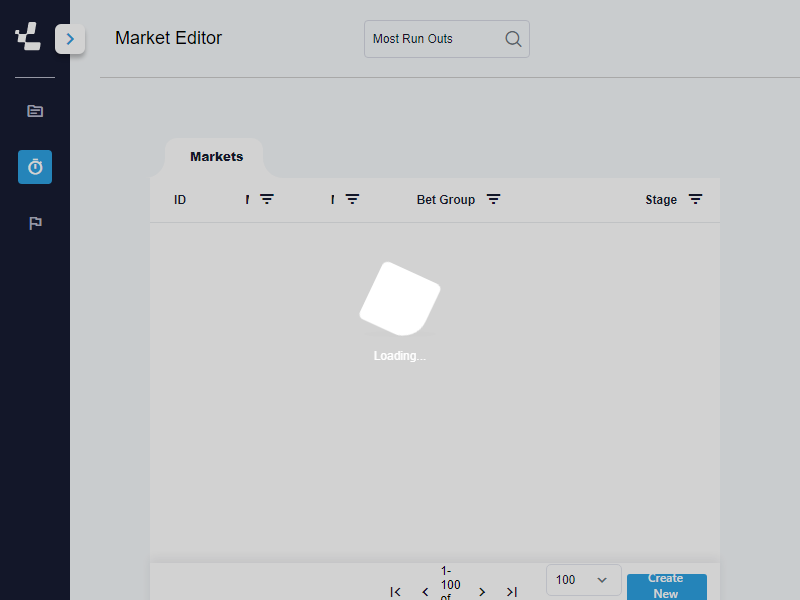 Market Editor
Most Run Outs
Markets
ID
Bet Group
Stage
Loading...
1-
100
of
100
Create
New